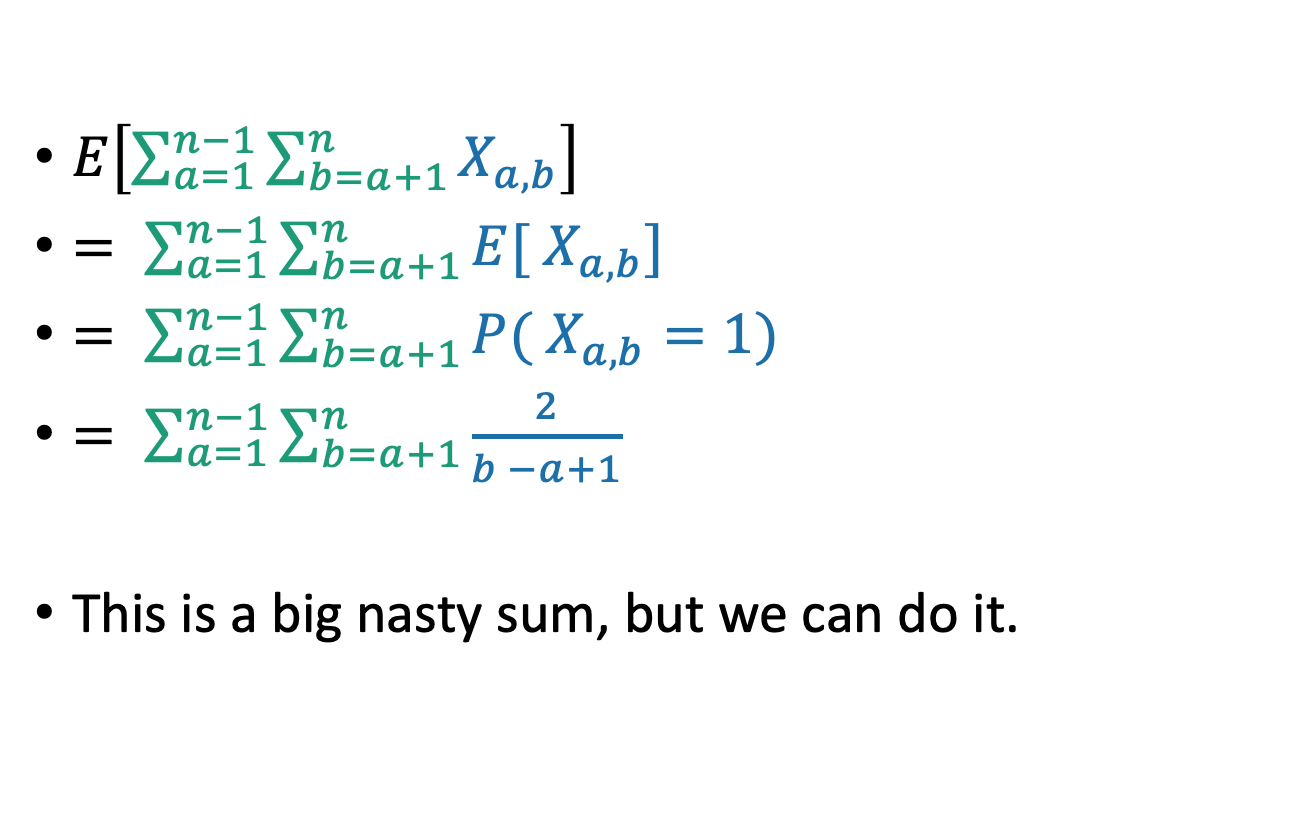 • E[∑_{a=1}^{n−1} ∑_{b=a+1}^{n} X_{a,b}]
• = ∑_{a=1}^{n−1} ∑_{b=a+1}^{n} E[ X_{a,b}]
• = ∑_{a=1}^{n−1} ∑_{b=a+1}^{n} P( X_{a,b} = 1)
• = ∑_{a=1}^{n−1} ∑_{b=a+1}^{n} \frac{2}{b −a+1}
• This is a big nasty sum, but we can do it.